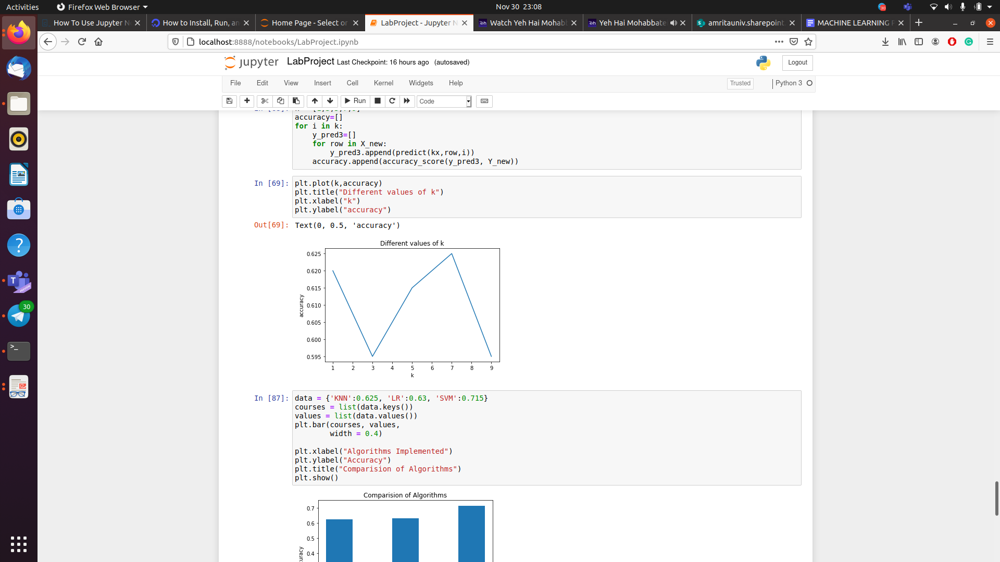 Activities
Firefox Web Browser
Nov 30 23:08
How To Use Jupyter N
How to Install, Run, an
Home Page - Select or
LabProject - Jupyter N
Watch Yeh Hai Mohab
Yeh Hai Mohabbate
amritauniv.sharepoint.
MACHINE LEARNING P
localhost:8888/notebooks/LabProject.ipynb
jupyter LabProject Last Checkpoint: 16 hours ago (autosaved)
Logout
File Edit View Insert Cell Kernel Widgets Help
Trusted Python 3
Run Code
accuracy=[]
for i in k:
    y_pred3=[]
    for row in X_new:
        y_pred3.append(predict(kx,row,i))
    accuracy.append(accuracy_score(y_pred3, Y_new))
In [69]: plt.plot(k,accuracy)
plt.title("Different values of k")
plt.xlabel("k")
plt.ylabel("accuracy")
Out[69]: Text(0, 0.5, 'accuracy')
Different values of k
0.625
0.620
0.615
0.610
0.605
0.600
0.595
accuracy
1 2 3 4 5 6 7 8 9
k
In [87]: data = {'KNN':0.625, 'LR':0.63, 'SVM':0.715}
courses = list(data.keys())
values = list(data.values())
plt.bar(courses, values,
        width = 0.4)
plt.xlabel("Algorithms Implemented")
plt.ylabel("Accuracy")
plt.title("Comparision of Algorithms")
plt.show()
Comparision of Algorithms
0.7
0.6
0.5
0.4
30